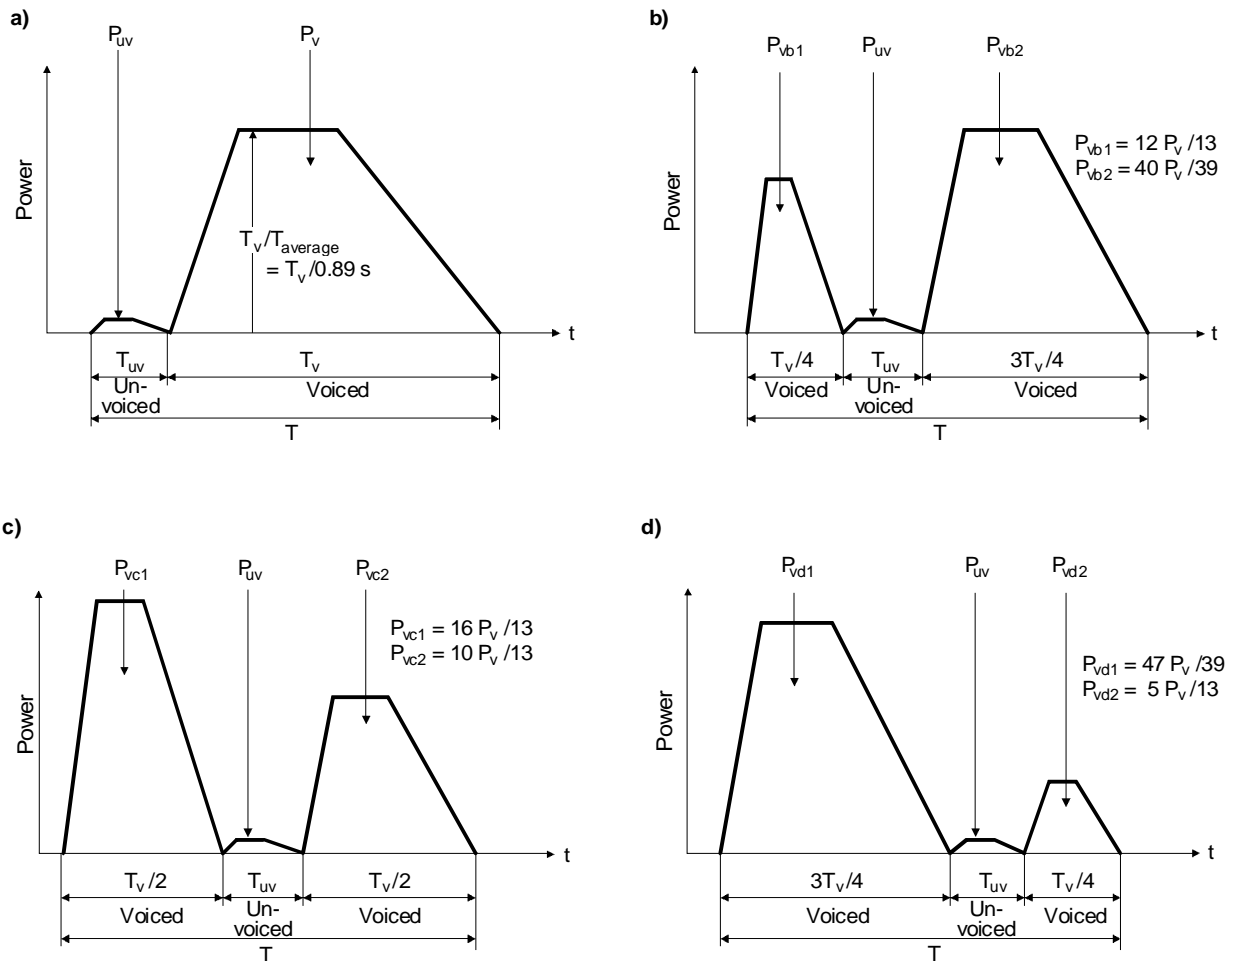 a)
P_uv
P_v
Power
T_v/T_average
= T_v/0.89 s
t
T_uv
T_v
Un-
voiced
Voiced
T
b)
P_vb1
P_uv
P_vb2
P_vb1 = 12 P_v /13
P_vb2 = 40 P_v /39
Power
t
T_v/4
T_uv
3T_v/4
Voiced
Un-
voiced
Voiced
T
c)
P_vc1
P_uv
P_vc2
P_vc1 = 16 P_v /13
P_vc2 = 10 P_v /13
Power
t
T_v/2
T_uv
T_v/2
Voiced
Un-
voiced
Voiced
T
d)
P_vd1
P_uv
P_vd2
P_vd1 = 47 P_v /39
P_vd2 = 5 P_v /13
Power
t
3T_v/4
T_uv
T_v/4
Voiced
Un-
voiced
Voiced
T